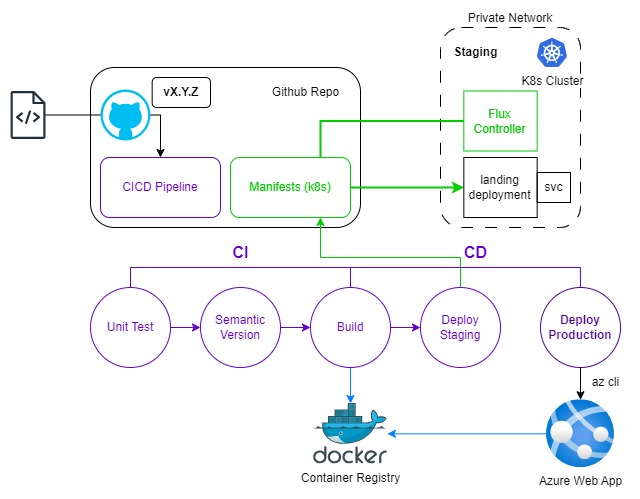 Private Network
Staging
K8s Cluster
vX.Y.Z
Github Repo
</>
Flux
Controller
CICD Pipeline
Manifests (k8s)
landing
deployment
svc
CI
CD
Unit Test
Semantic
Version
Build
Deploy
Staging
Deploy
Production
az cli
docker
Container Registry
Azure Web App